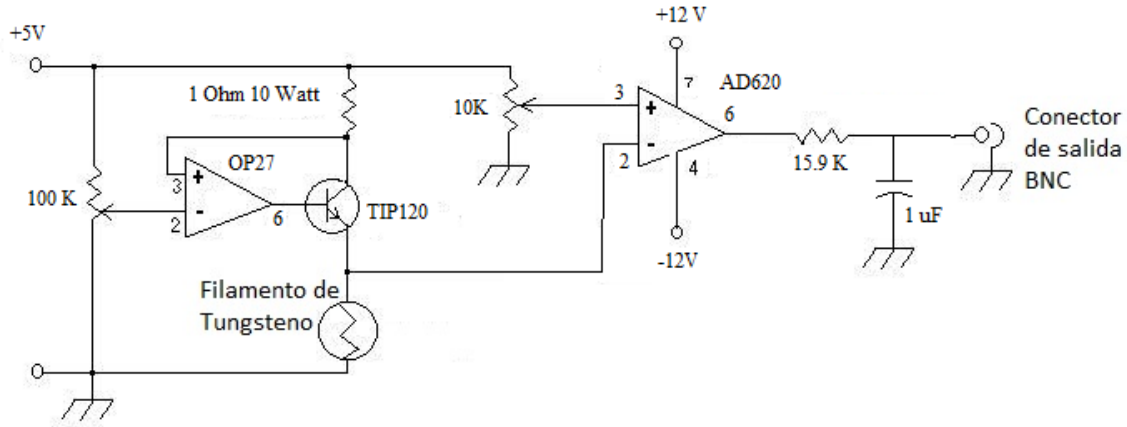 +5V
1 Ohm 10 Watt
100 K
OP27
3
+
-
2
6
TIP120
Filamento de
Tungsteno
10K
+12 V
7
AD620
3
+
-
2
6
4
-12V
15.9 K
1 uF
Conector
de salida
BNC